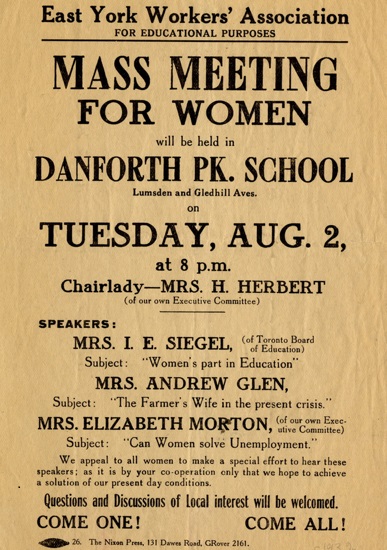 East York Workers' Association
FOR EDUCATIONAL PURPOSES
MASS MEETING
FOR WOMEN
will be held in
DANFORTH PK. SCHOOL
Lumsden and Gledhill Aves.
on
TUESDAY, AUG. 2,
at 8 p.m.
Chairlady—MRS. H. HERBERT
(of our own Executive Committee)
SPEAKERS:
MRS. I. E. SIEGEL, (of Toronto Board of Education)
Subject: "Women's part in Education"
MRS. ANDREW GLEN,
Subject: "The Farmer's Wife in the present crisis."
MRS. ELIZABETH MORTON, (of our own Executive Committee)
Subject: "Can Women solve Unemployment."
We appeal to all women to make a special effort to hear these
speakers; as it is by your co-operation only that we hope to achieve
a solution of our present day conditions.
Questions and Discussions of Local interest will be welcomed.
COME ONE! COME ALL!
26. The Nixon Press, 131 Dawes Road, GRover 2161.